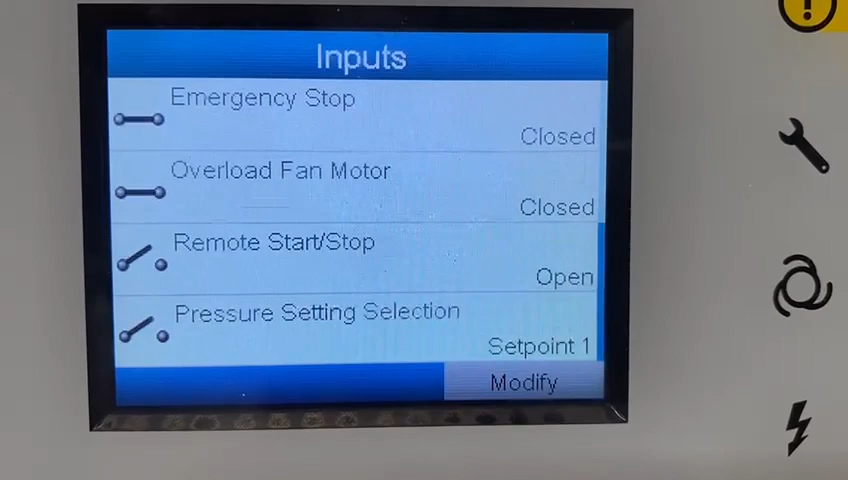 Inputs
Emergency Stop
Closed
Overload Fan Motor
Closed
Remote Start/Stop
Open
Pressure Setting Selection
Setpoint 1
Modify